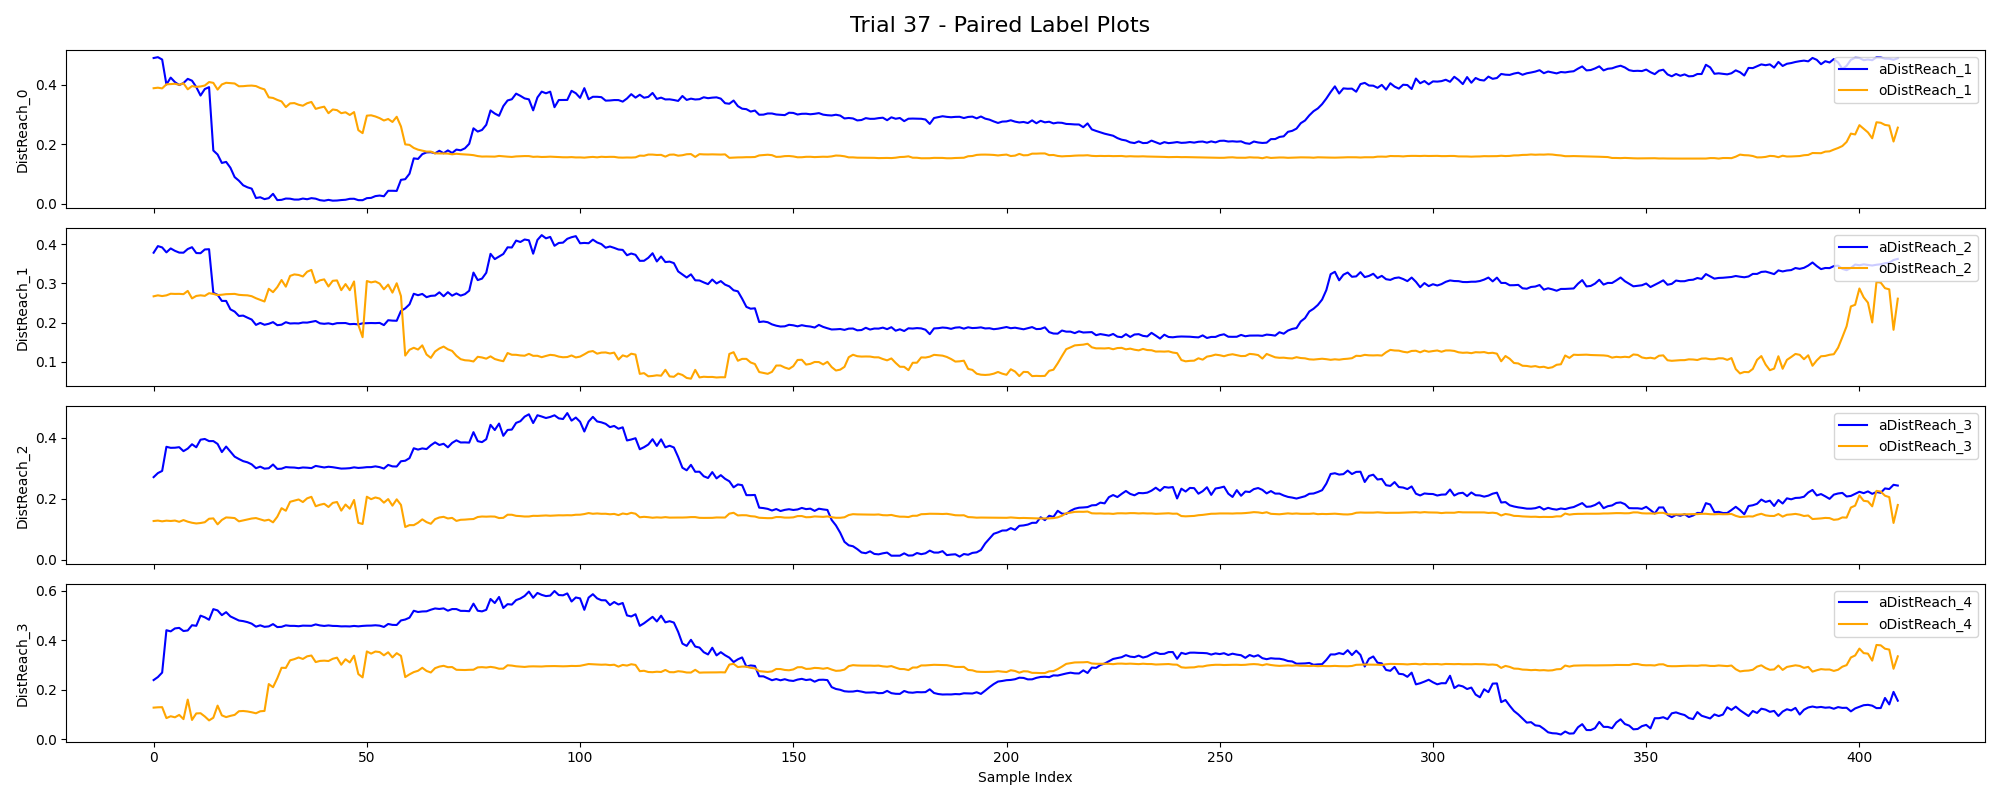 Trial 37 - Paired Label Plots
DistReach_0
0.4
0.2
0.0
aDistReach_1
oDistReach_1
DistReach_1
0.4
0.3
0.2
0.1
aDistReach_2
oDistReach_2
DistReach_2
0.4
0.2
0.0
aDistReach_3
oDistReach_3
DistReach_3
0.6
0.4
0.2
0.0
aDistReach_4
oDistReach_4
0 50 100 150 200 250 300 350 400
Sample Index